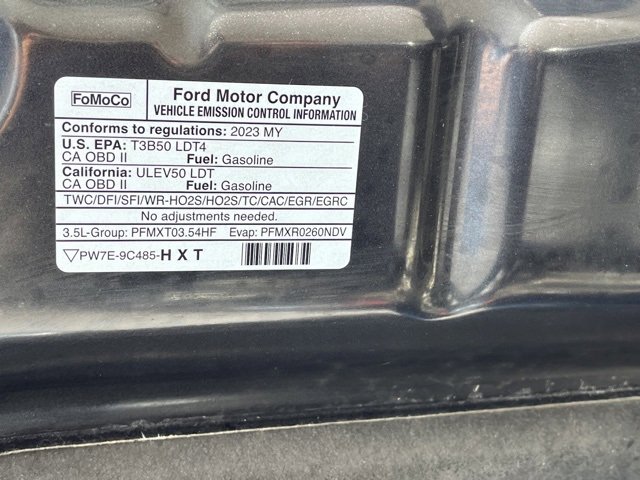 FoMoCo
Ford Motor Company
VEHICLE EMISSION CONTROL INFORMATION
Conforms to regulations: 2023 MY
U.S. EPA: T3B50 LDT4
CA OBD II Fuel: Gasoline
California: ULEV50 LDT
CA OBD II Fuel: Gasoline
TWC/DFI/SFI/WR-HO2S/HO2S/TC/CAC/EGR/EGRC
No adjustments needed.
3.5L-Group: PFMXT03.54HF Evap: PFMXR0260NDV
▽PW7E-9C485-H X T